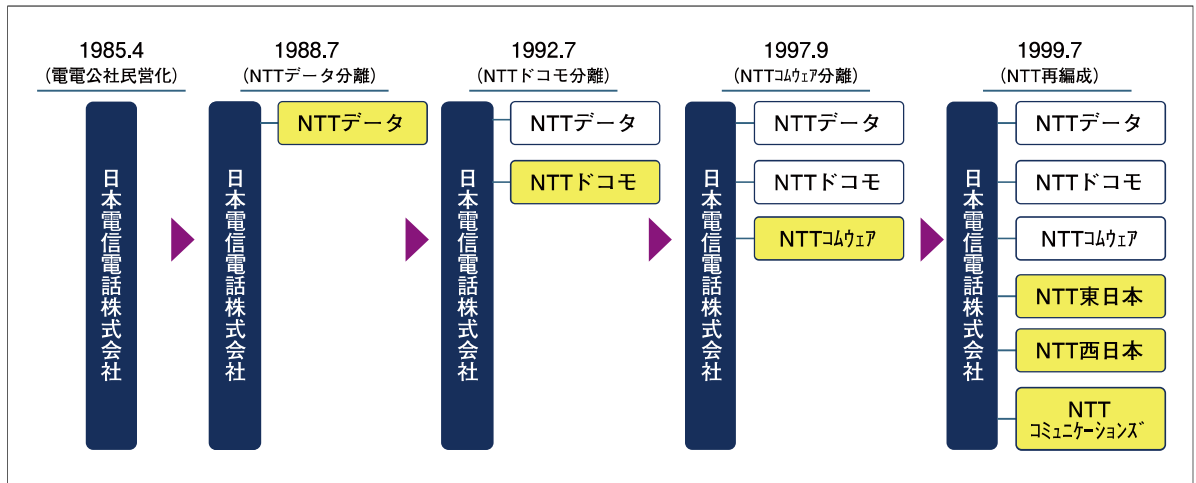 1985.4
(電電公社民営化)
日本電信電話株式会社
1988.7
(NTTデータ分離)
日本電信電話株式会社
NTTデータ
1992.7
(NTTドコモ分離)
日本電信電話株式会社
NTTデータ
NTTドコモ
1997.9
(NTTコムウェア分離)
日本電信電話株式会社
NTTデータ
NTTドコモ
NTTコムウェア
1999.7
(NTT再編成)
日本電信電話株式会社
NTTデータ
NTTドコモ
NTTコムウェア
NTT東日本
NTT西日本
NTT
コミュニケーションズ